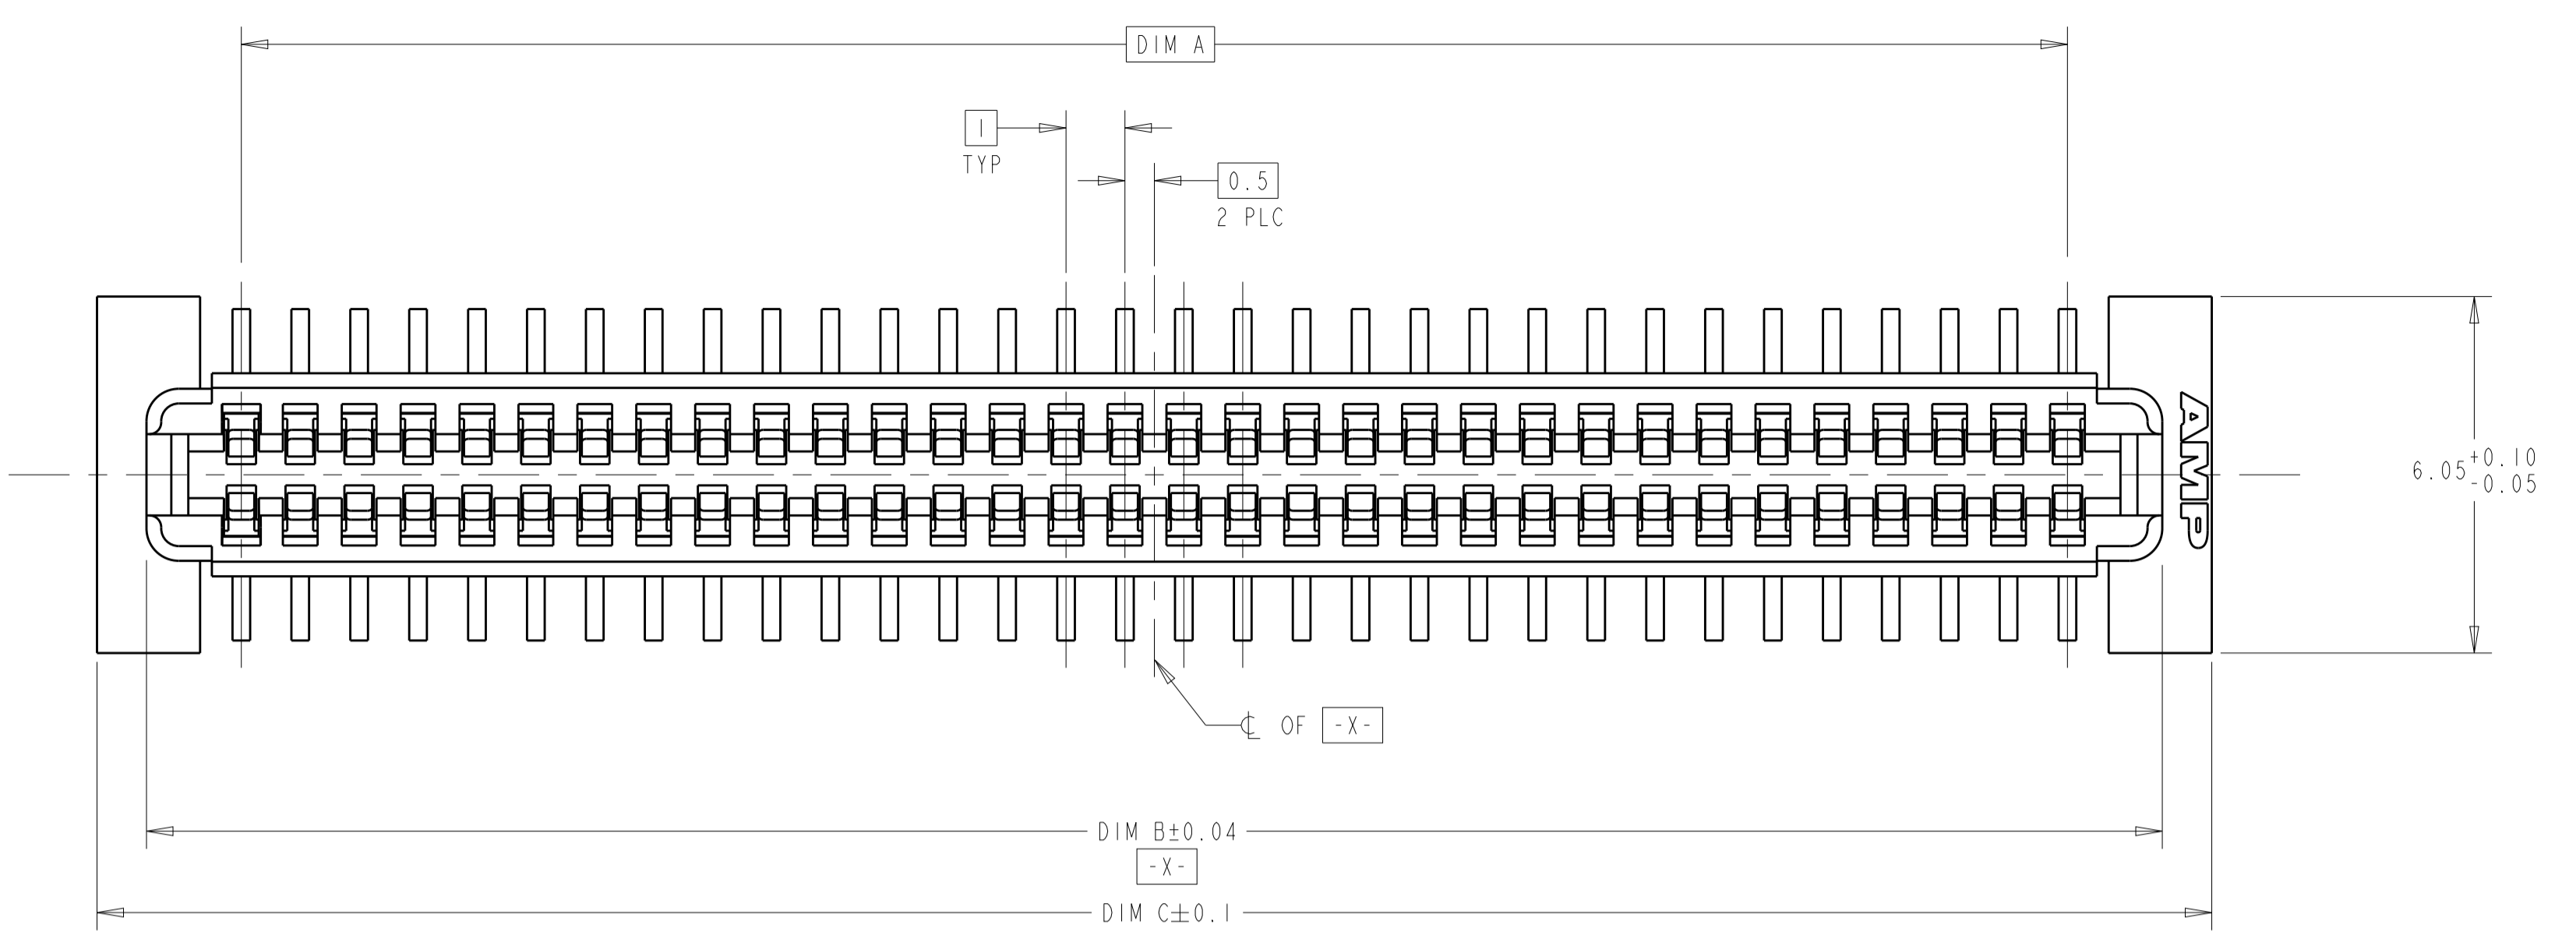 DIM A
1
TYP
0.5
2 PLC
AMP
6.05 +0.10
-0.05
℄ OF -X-
DIM B±0.04
-X-
DIM C±0.1